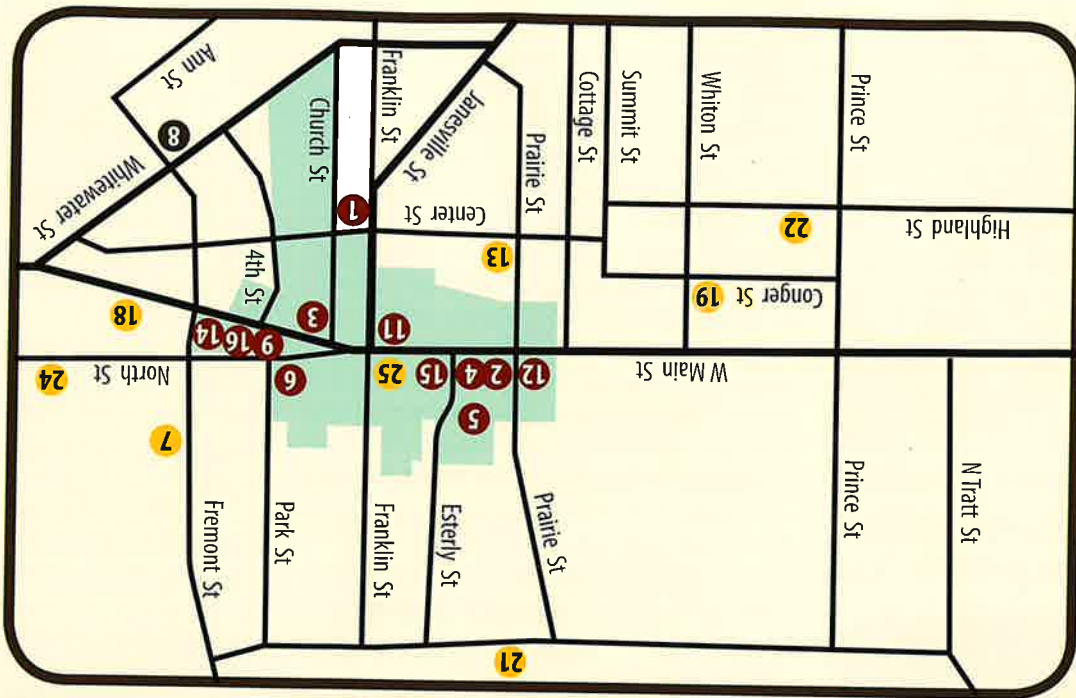 21
N Tratt St
Prince St
Prairie St
Esterly St
Franklin St
Park St
Fremont St
7
5
W Main St
12
2
4
15
25
9
North St
24
11
3
6
16
14
18
Conger St
19
4th St
13
Highland St
22
Center St
1
Whitewater St
Prince St
Whiton St
Summit St
Cottage St
Prairie St
Janesville St
Franklin St
Church St
8
Ann St